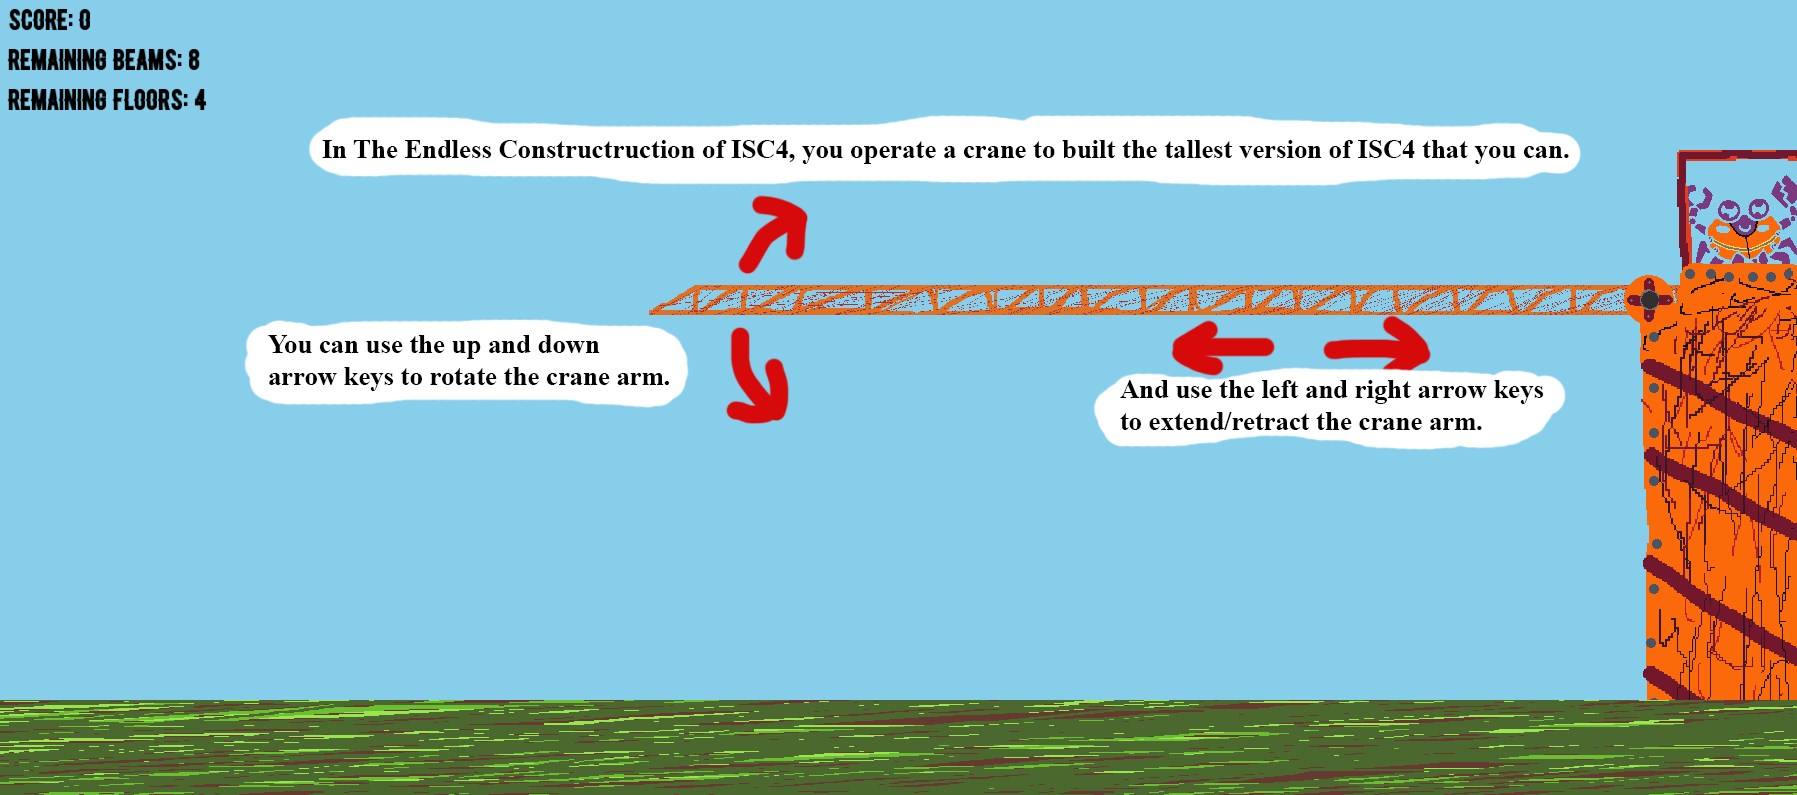 SCORE: 0
REMAINING BEAMS: 8
REMAINING FLOORS: 4
In The Endless Constructruction of ISC4, you operate a crane to built the tallest version of ISC4 that you can.
You can use the up and down
arrow keys to rotate the crane arm.
And use the left and right arrow keys
to extend/retract the crane arm.